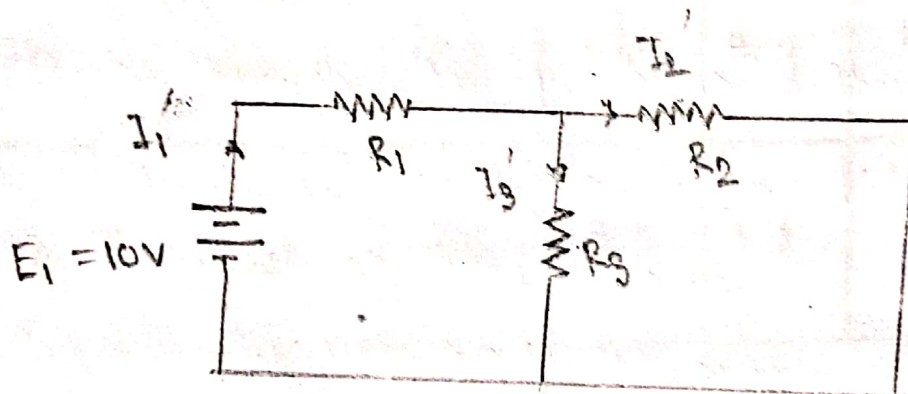 I₂'
I₁'
R₁
R₂
I₃'
E₁ = 10V
R₃